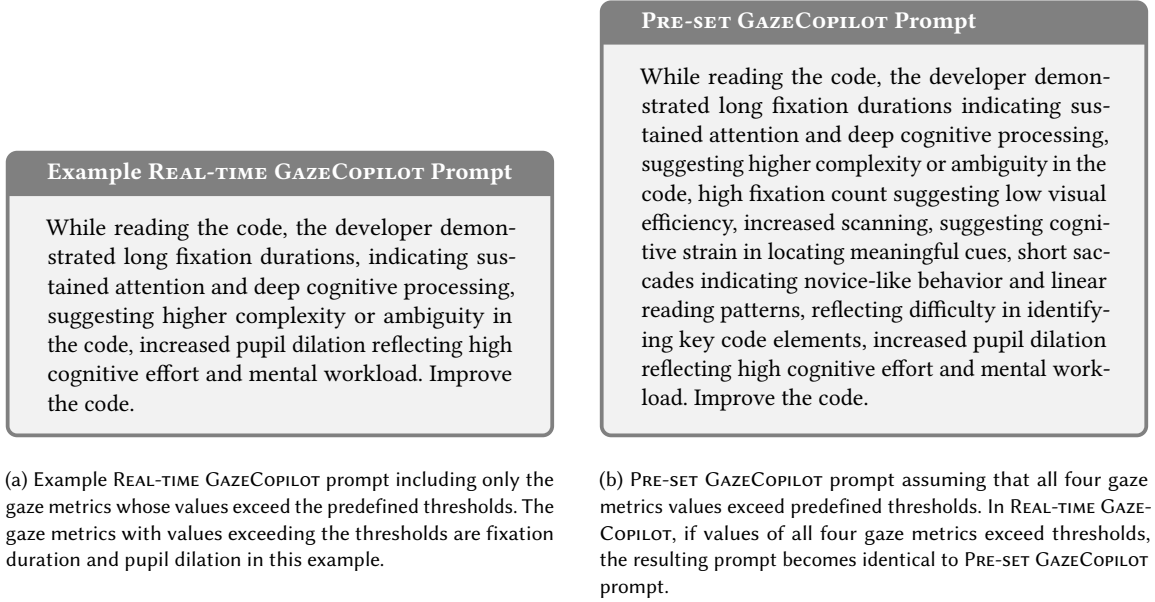 Example Real-time GazeCopilot Prompt
While reading the code, the developer demon-
strated long fixation durations, indicating sus-
tained attention and deep cognitive processing,
suggesting higher complexity or ambiguity in
the code, increased pupil dilation reflecting high
cognitive effort and mental workload. Improve
the code.
(a) Example Real-time GazeCopilot prompt including only the
gaze metrics whose values exceed the predefined thresholds. The
gaze metrics with values exceeding the thresholds are fixation
duration and pupil dilation in this example.
Pre-set GazeCopilot Prompt
While reading the code, the developer demon-
strated long fixation durations indicating sus-
tained attention and deep cognitive processing,
suggesting higher complexity or ambiguity in the
code, high fixation count suggesting low visual
efficiency, increased scanning, suggesting cogni-
tive strain in locating meaningful cues, short sac-
cades indicating novice-like behavior and linear
reading patterns, reflecting difficulty in identify-
ing key code elements, increased pupil dilation
reflecting high cognitive effort and mental work-
load. Improve the code.
(b) Pre-set GazeCopilot prompt assuming that all four gaze
metrics values exceed predefined thresholds. In Real-time Gaze-
Copilot, if values of all four gaze metrics exceed thresholds,
the resulting prompt becomes identical to Pre-set GazeCopilot
prompt.